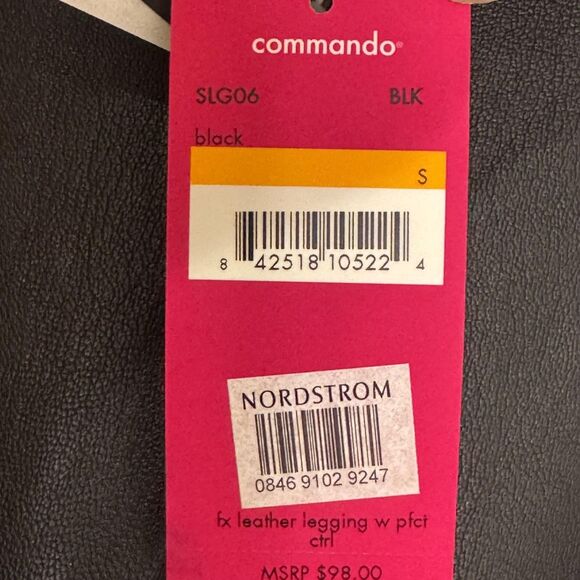 commando®
SLG06 BLK
black
S
8 42518 10522 4
NORDSTROM
0846 9102 9247
fx leather legging w pfct
ctrl
MSRP $98.00